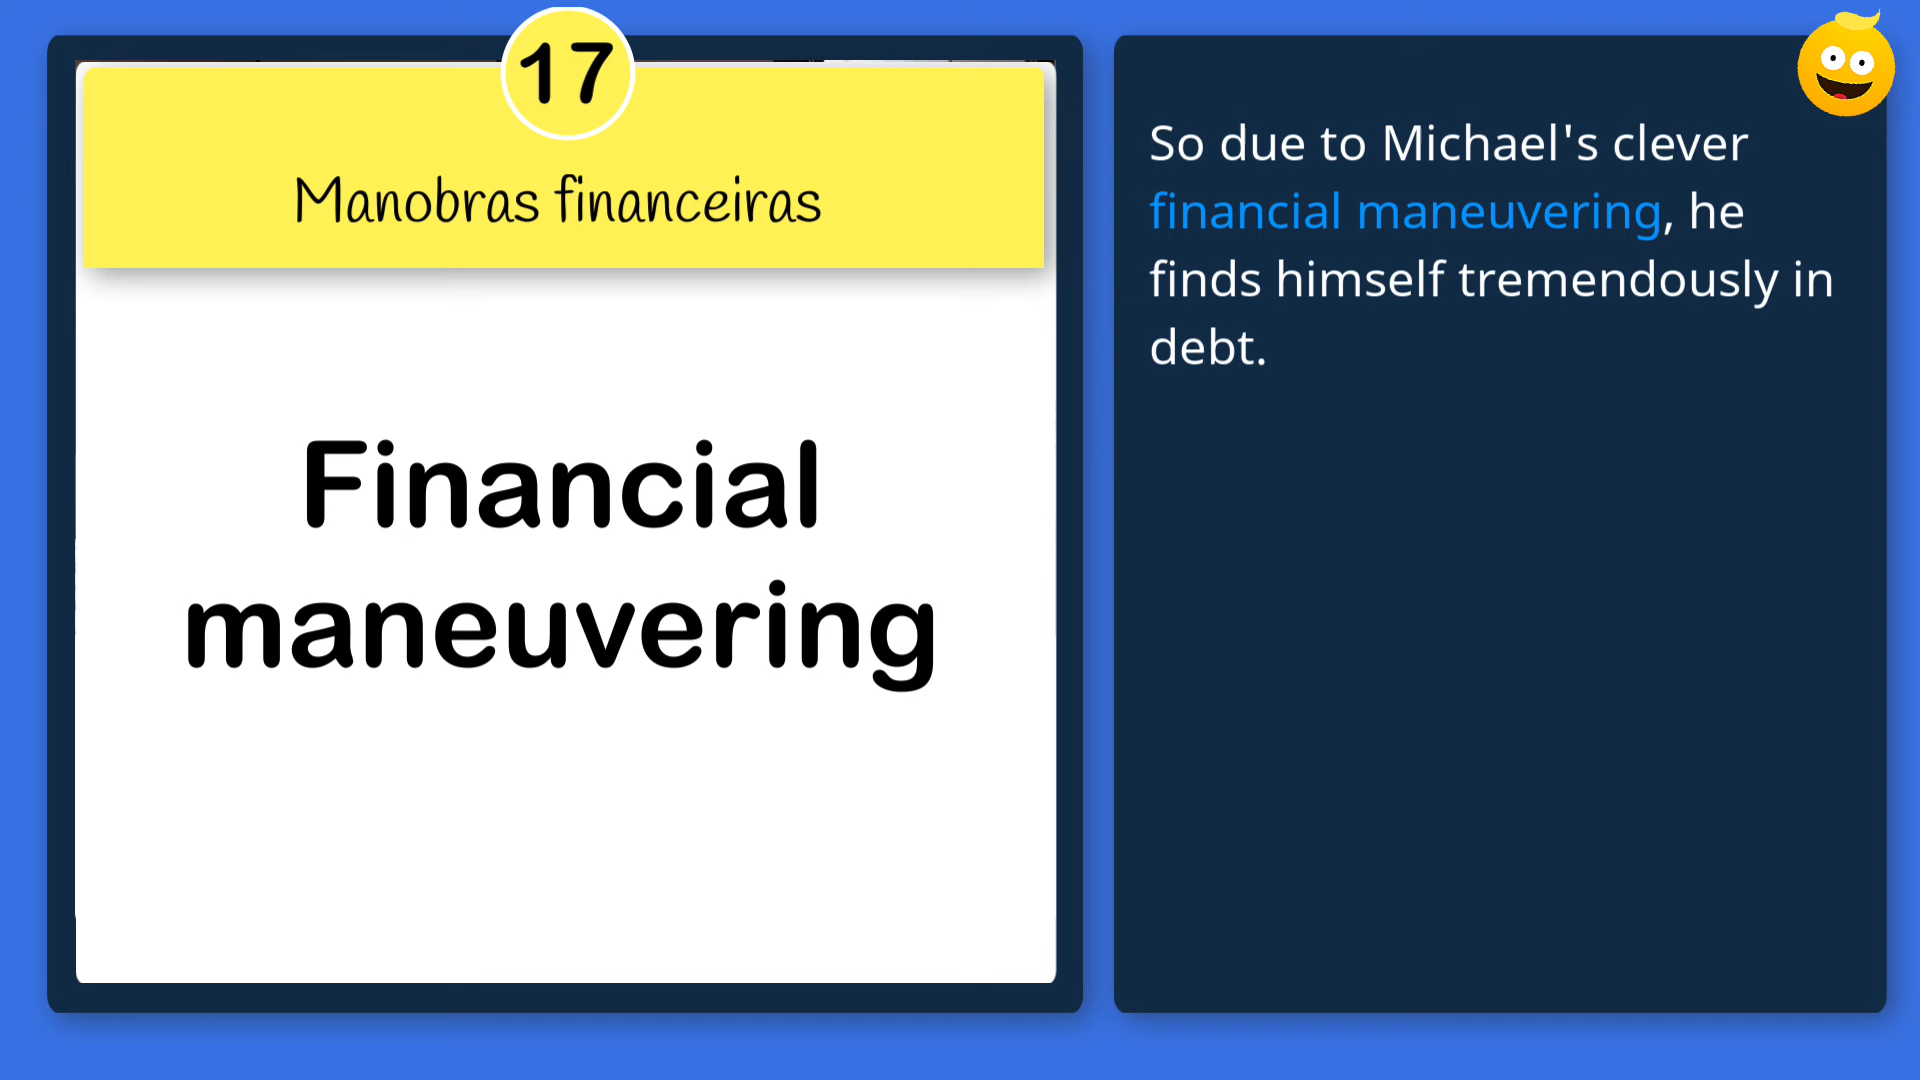 17
Manobras financeiras
Financial
maneuvering
So due to Michael's clever
financial maneuvering, he
finds himself tremendously in
debt.